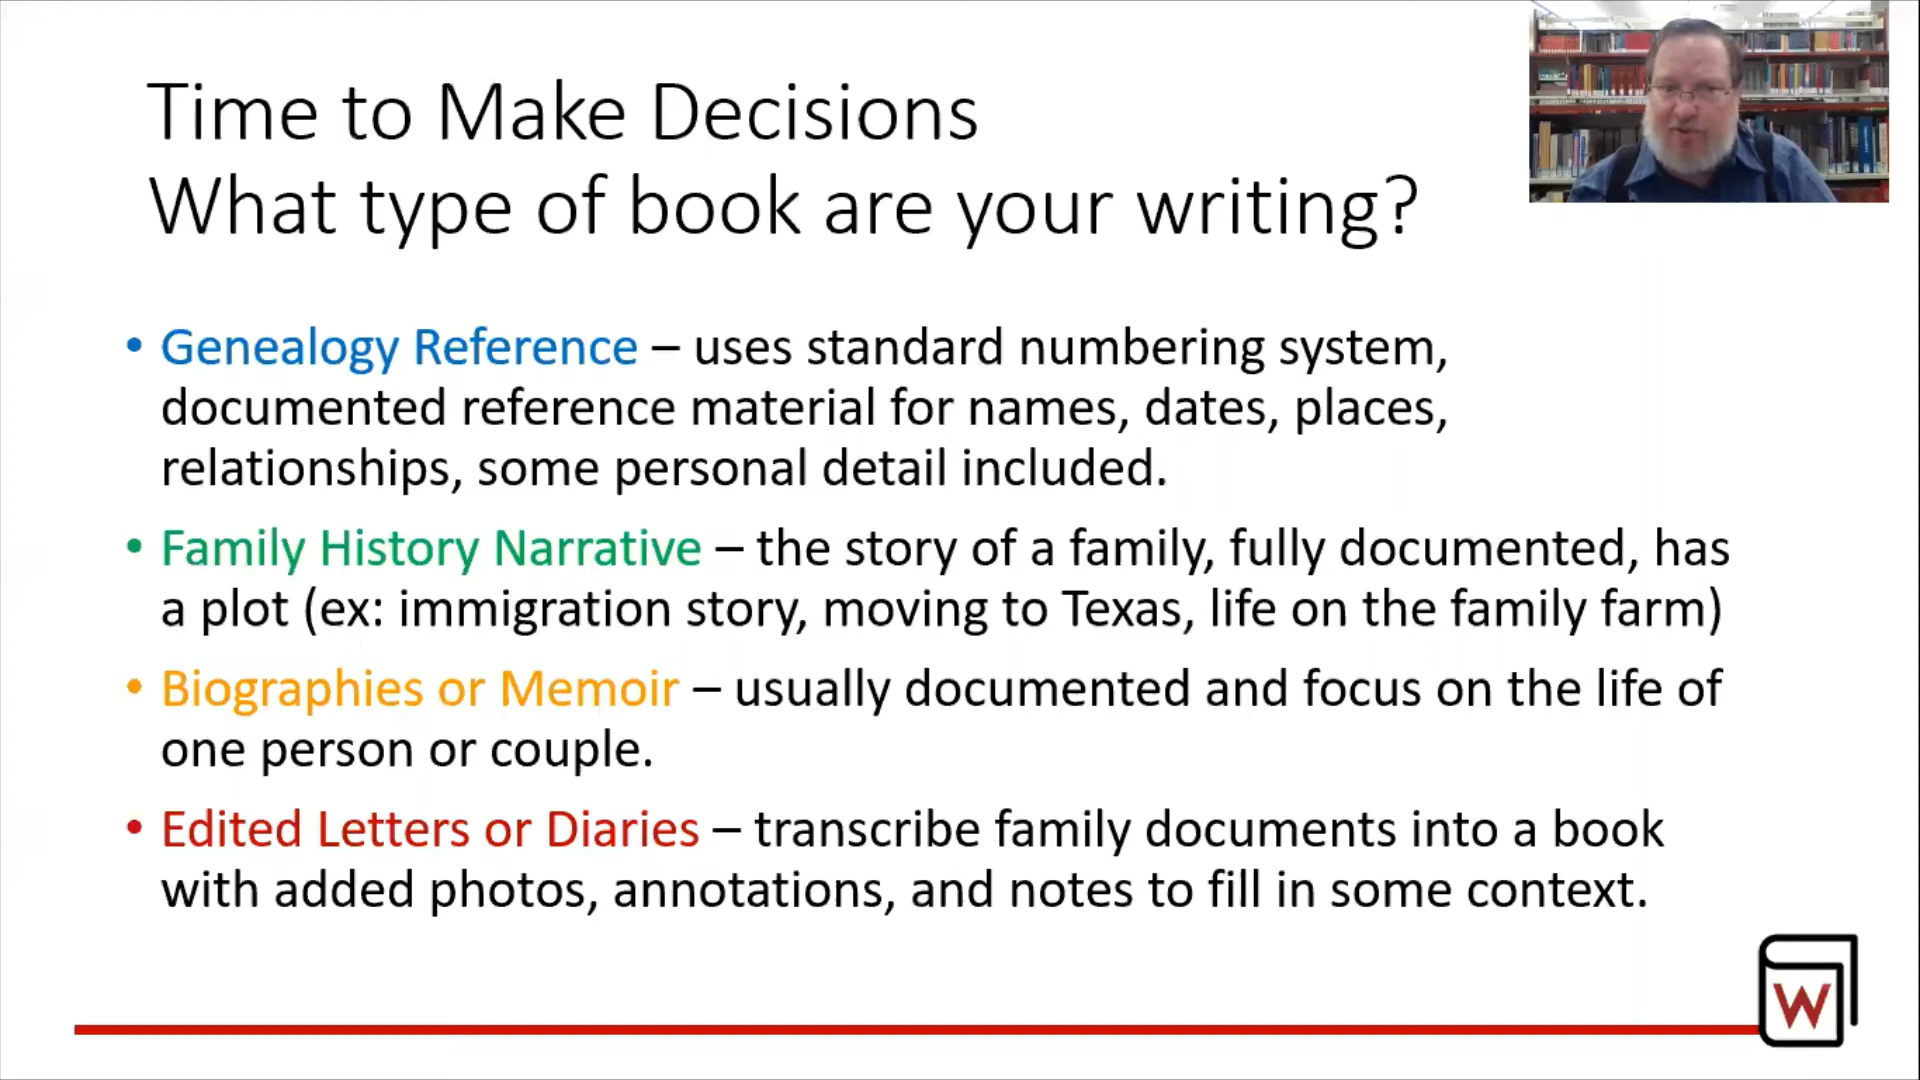 Time to Make Decisions
What type of book are your writing?
• Genealogy Reference – uses standard numbering system,
documented reference material for names, dates, places,
relationships, some personal detail included.
• Family History Narrative – the story of a family, fully documented, has
a plot (ex: immigration story, moving to Texas, life on the family farm)
• Biographies or Memoir – usually documented and focus on the life of
one person or couple.
• Edited Letters or Diaries – transcribe family documents into a book
with added photos, annotations, and notes to fill in some context.
W